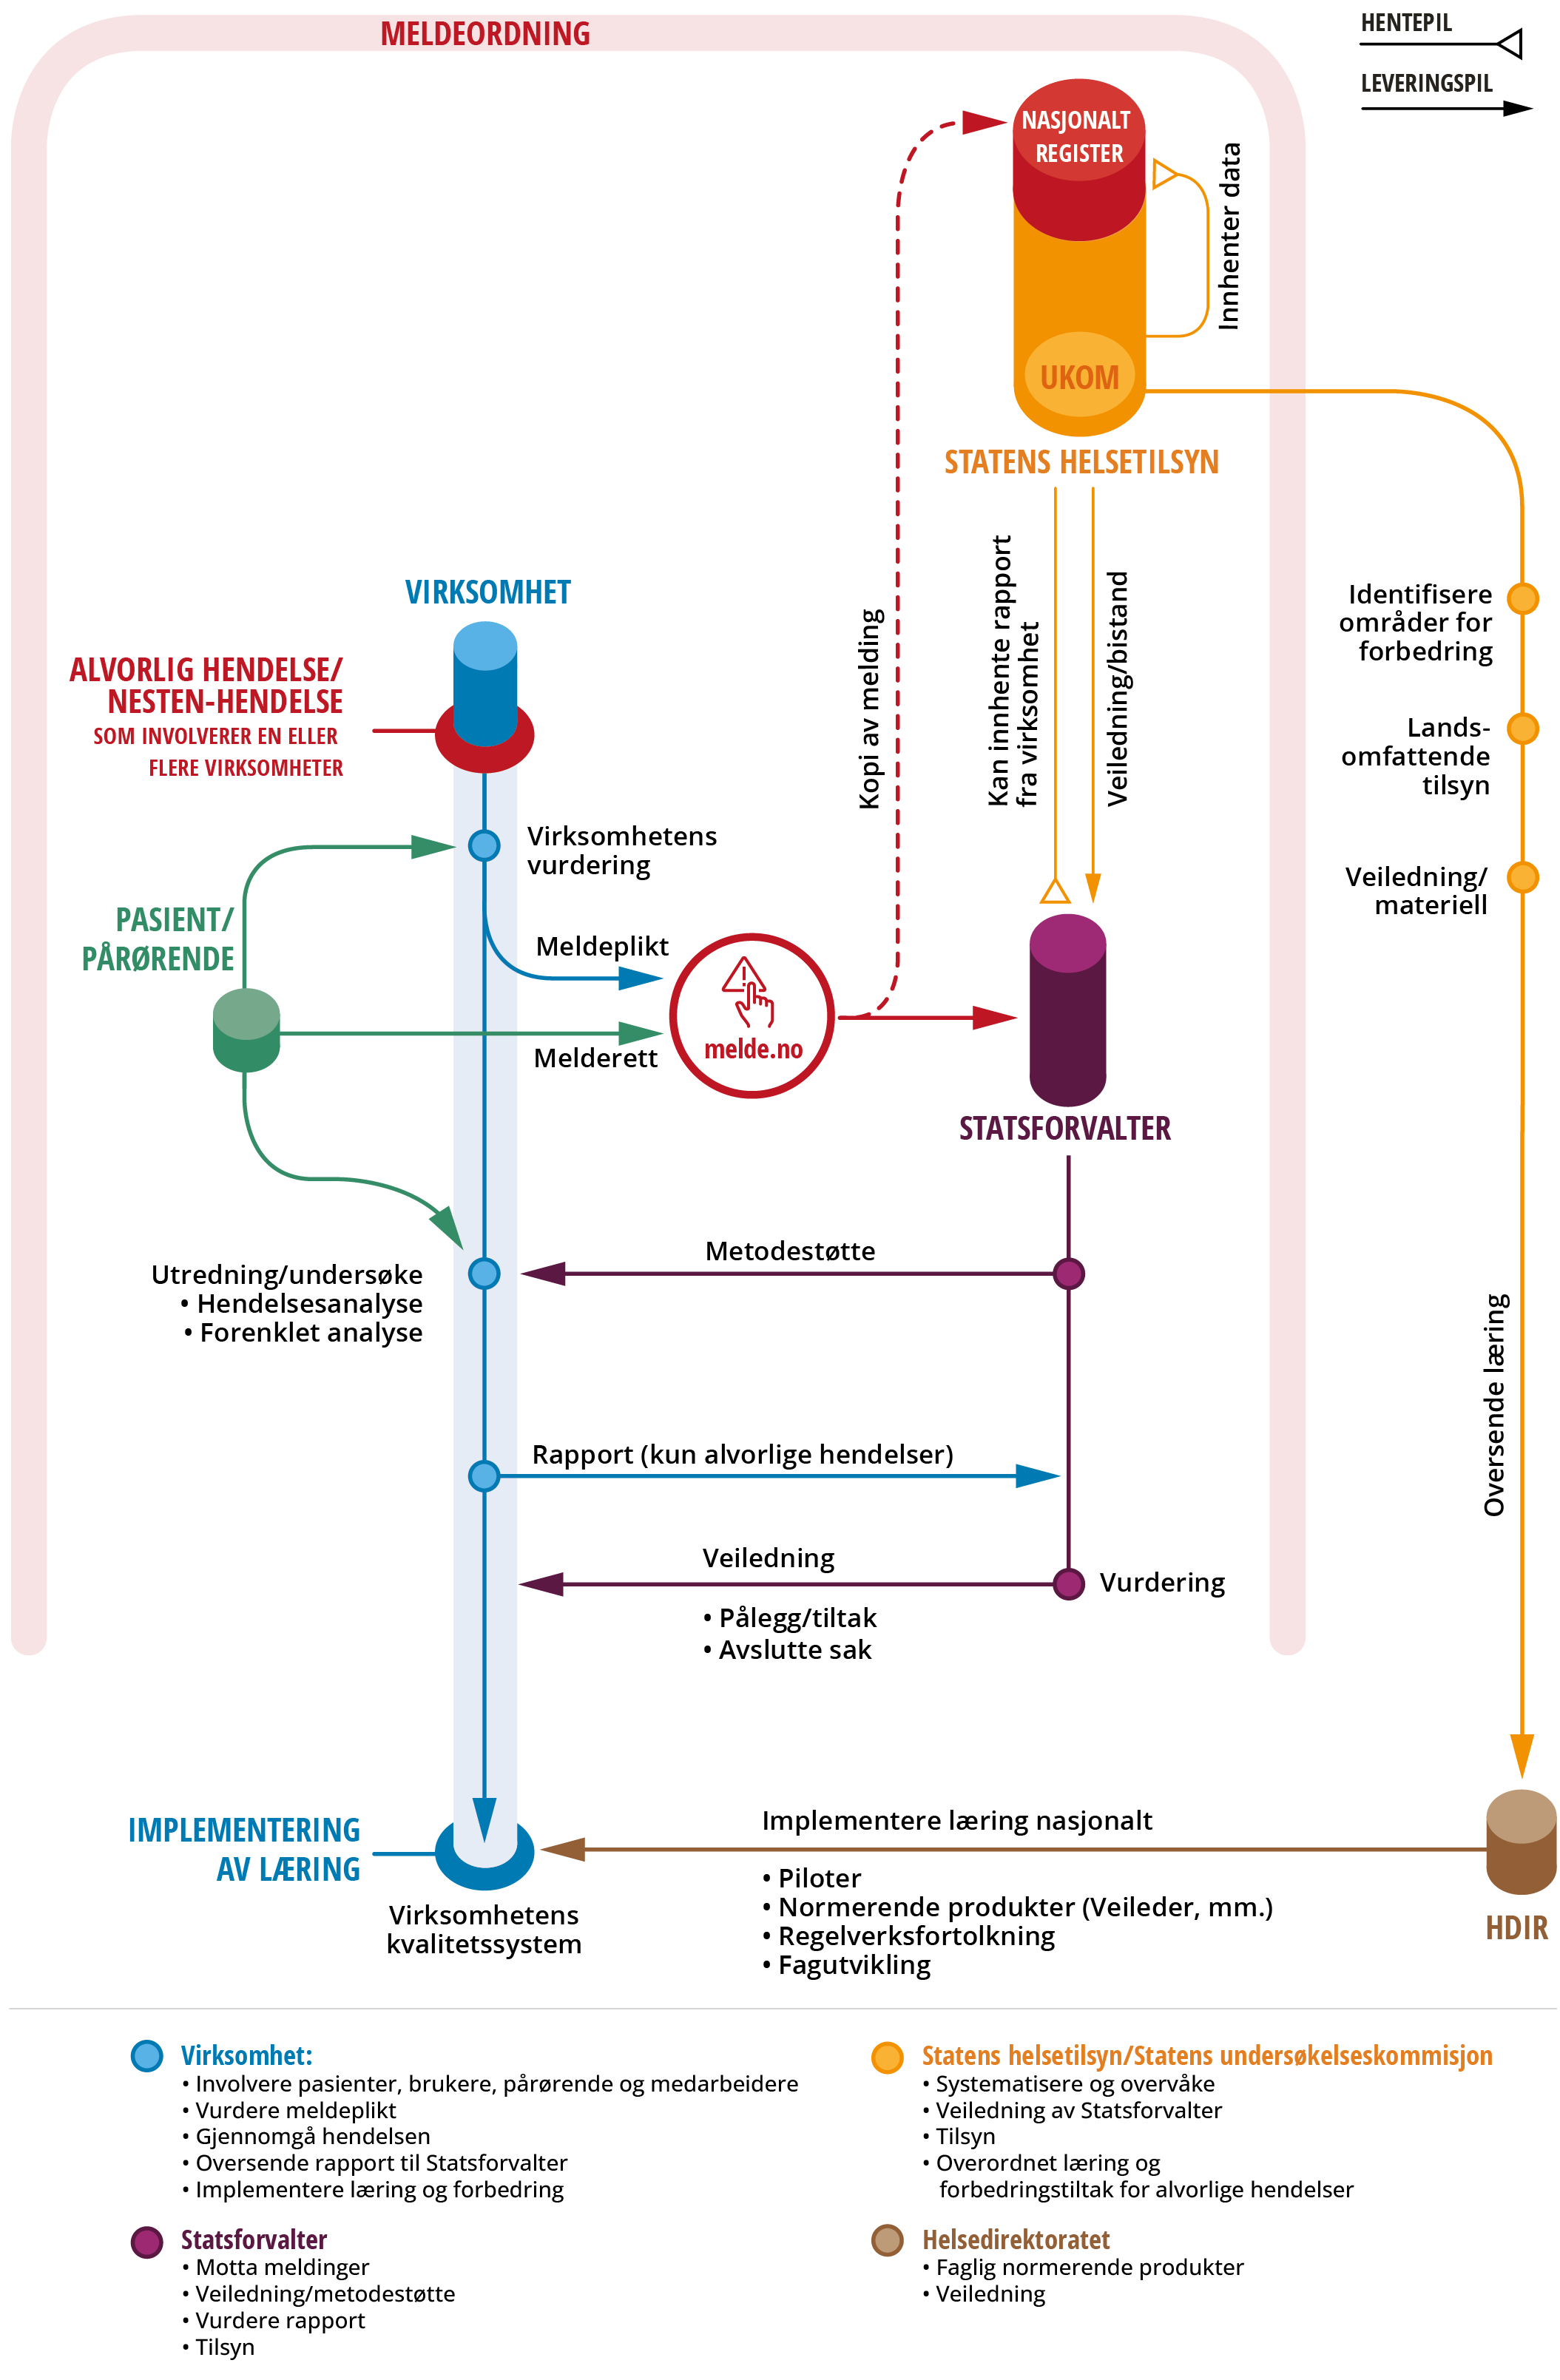 MELDEORDNING
HENTEPIL
LEVERINGSPIL
NASJONALT
REGISTER
Innhenter data
UKOM
STATENS HELSETILSYN
Kopi av melding
Kan innhente rapport
fra virksomhet
Veiledning/bistand
Identifisere
områder for
forbedring
Lands-
omfattende
tilsyn
Veiledning/
materiell
VIRKSOMHET
ALVORLIG HENDELSE/
NESTEN-HENDELSE
SOM INVOLVERER EN ELLER
FLERE VIRKSOMHETER
Virksomhetens
vurdering
PASIENT/
PÅRØRENDE
Meldeplikt
Melderett
melde.no
STATSFORVALTER
Metodestøtte
Utredning/undersøke
• Hendelsesanalyse
• Forenklet analyse
Rapport (kun alvorlige hendelser)
Veiledning
• Pålegg/tiltak
• Avslutte sak
Vurdering
Oversende læring
IMPLEMENTERING
AV LÆRING
Virksomhetens
kvalitetssystem
Implementere læring nasjonalt
• Piloter
• Normerende produkter (Veileder, mm.)
• Regelverksfortolkning
• Fagutvikling
HDIR
Virksomhet:
• Involvere pasienter, brukere, pårørende og medarbeidere
• Vurdere meldeplikt
• Gjennomgå hendelsen
• Oversende rapport til Statsforvalter
• Implementere læring og forbedring
Statsforvalter
• Motta meldinger
• Veiledning/metodestøtte
• Vurdere rapport
• Tilsyn
Statens helsetilsyn/Statens undersøkelseskommisjon
• Systematisere og overvåke
• Veiledning av Statsforvalter
• Tilsyn
• Overordnet læring og
forbedringstiltak for alvorlige hendelser
Helsedirektoratet
• Faglig normerende produkter
• Veiledning